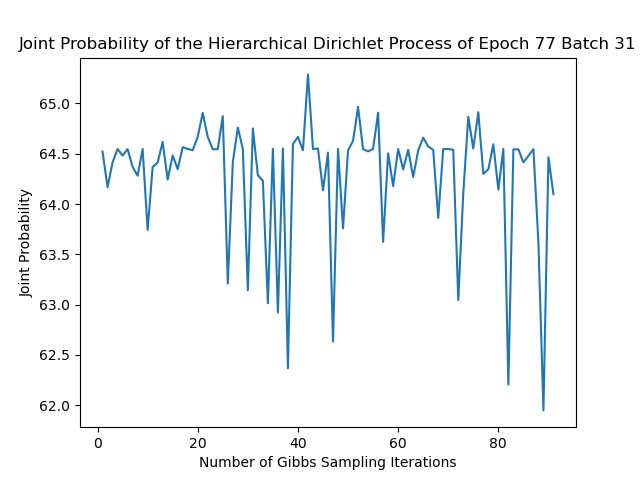 Joint Probability of the Hierarchical Dirichlet Process of Epoch 77 Batch 31
65.0
64.5
64.0
63.5
63.0
62.5
62.0
Joint Probability
0 20 40 60 80
Number of Gibbs Sampling Iterations